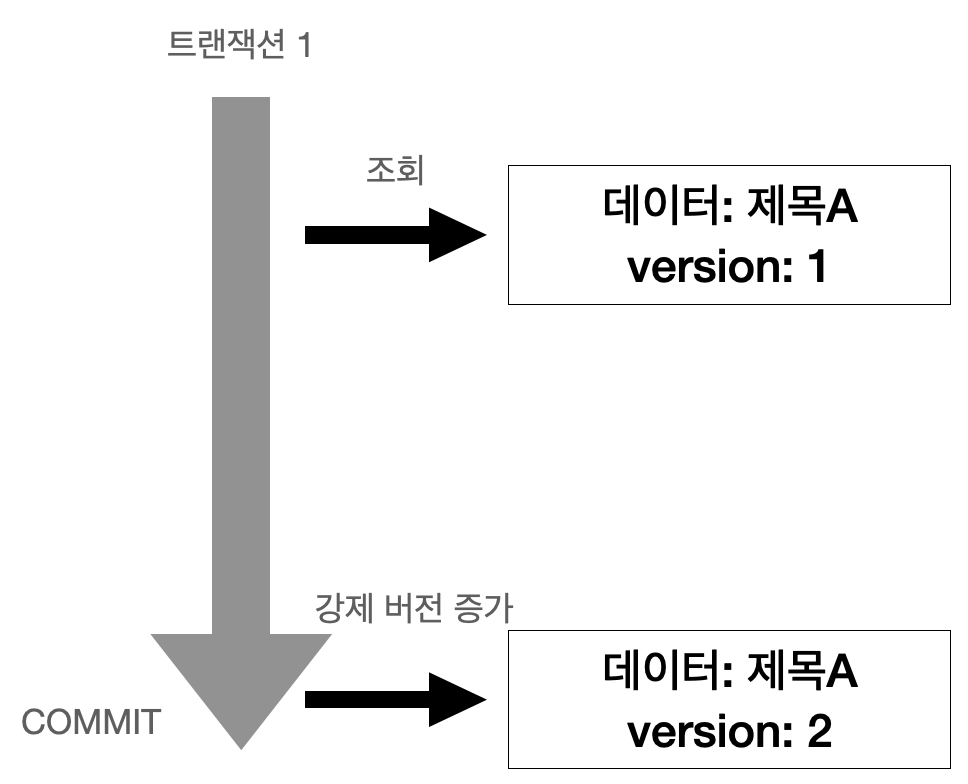 트랜잭션 1
조회
데이터: 제목A
version: 1
강제 버전 증가
데이터: 제목A
version: 2
COMMIT